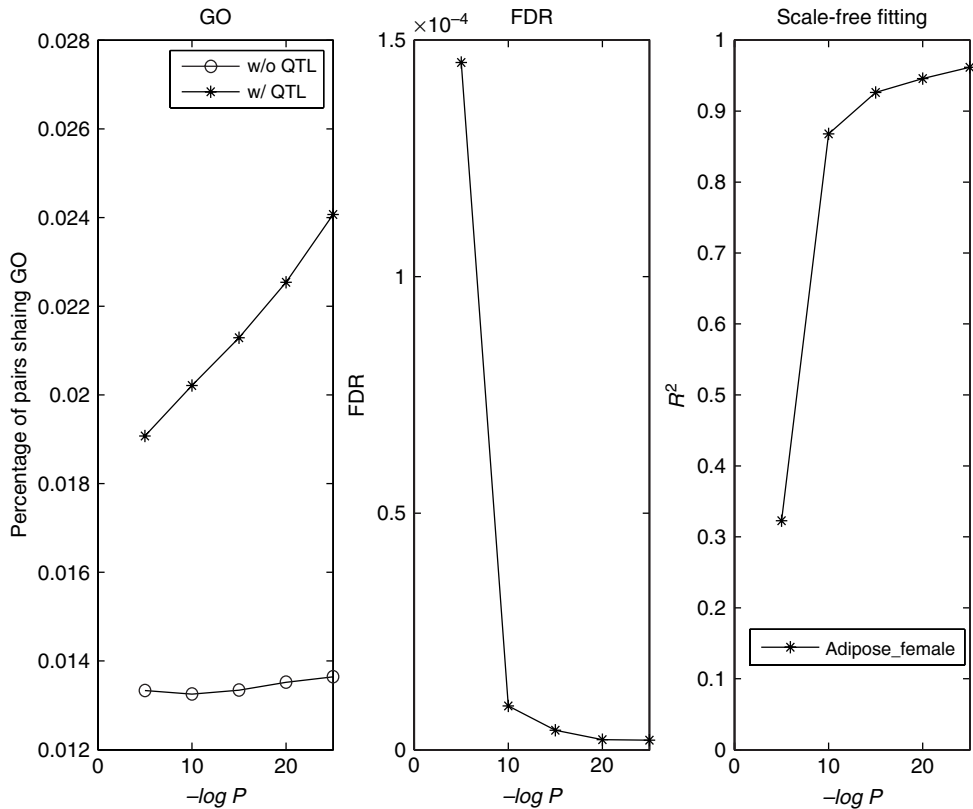 GO
w/o QTL
w/ QTL
Percentage of pairs shaing GO
0.028
0.026
0.024
0.022
0.02
0.018
0.016
0.014
0.012
0
10
20
–log P
FDR
×10⁻⁴
1.5
1
0.5
0
FDR
0
10
20
–log P
Scale-free fitting
R²
1
0.9
0.8
0.7
0.6
0.5
0.4
0.3
0.2
0.1
0
Adipose_female
0
10
20
–log P